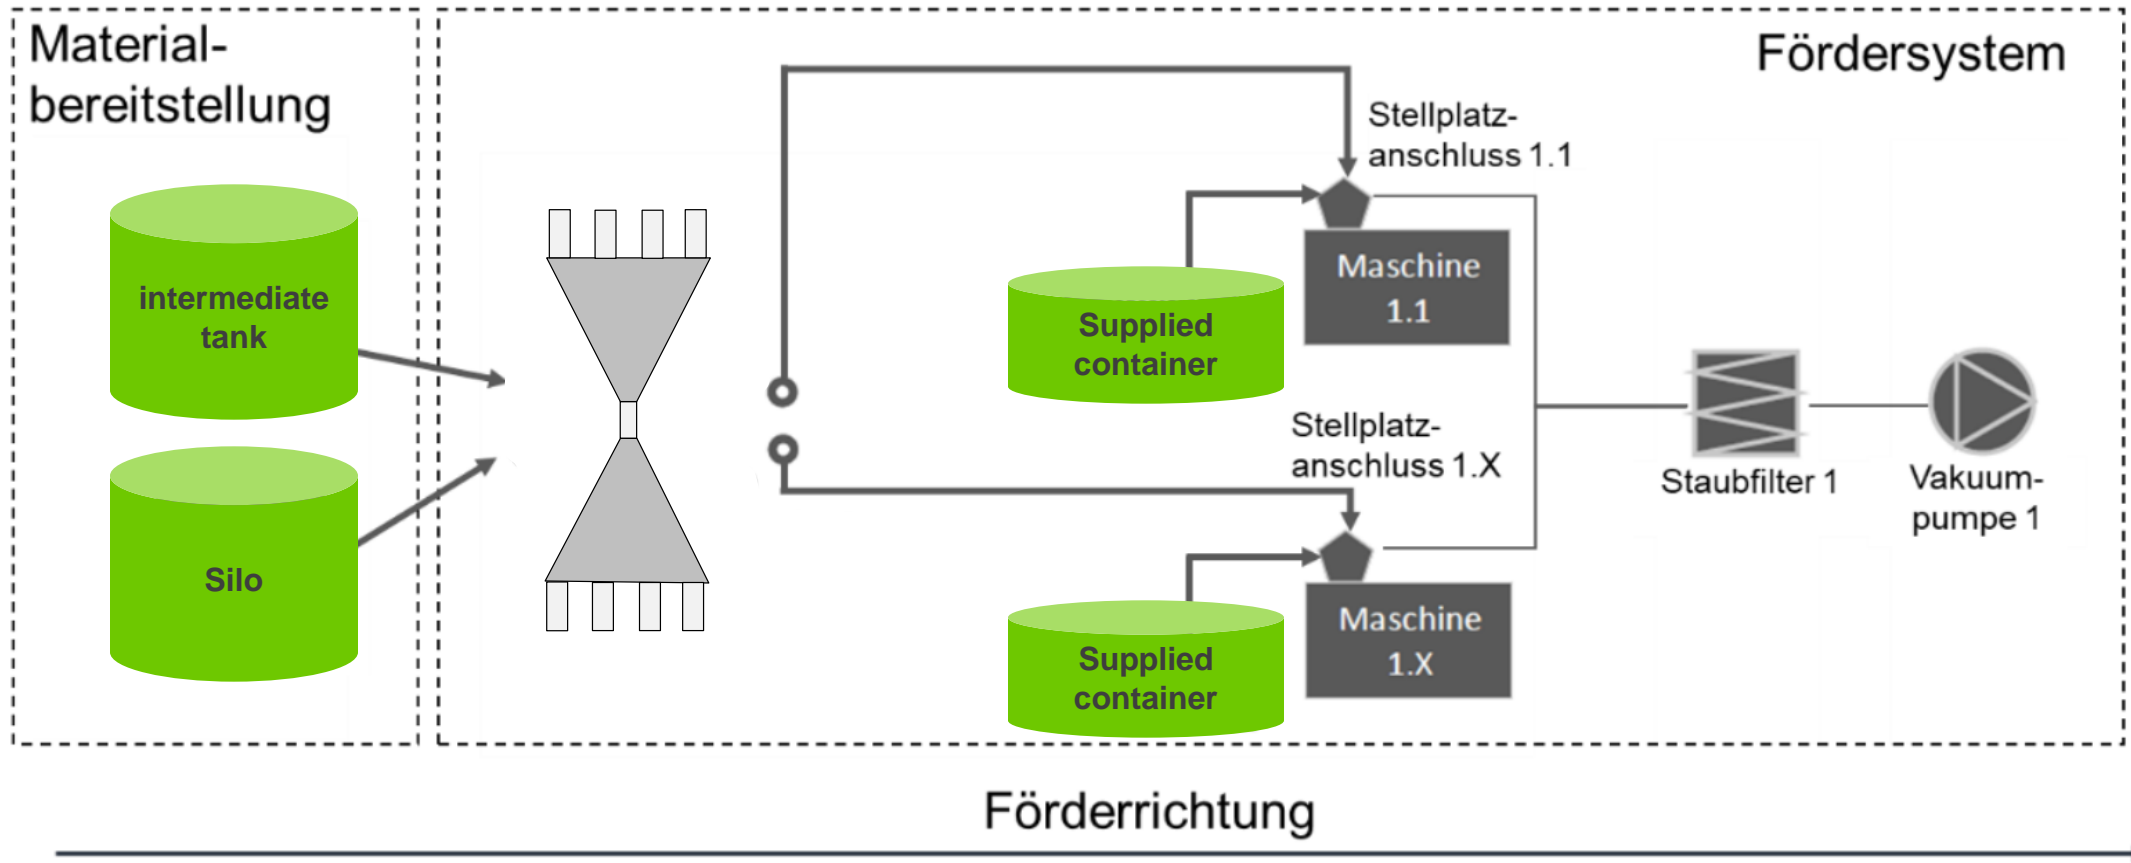 Material-
bereitstellung
Fördersystem
Stellplatz-
anschluss 1.1
intermediate
tank
Maschine
1.1
Supplied
container
Stellplatz-
anschluss 1.X
Staubfilter 1
Vakuum-
pumpe 1
Silo
Maschine
1.X
Supplied
container
Förderrichtung